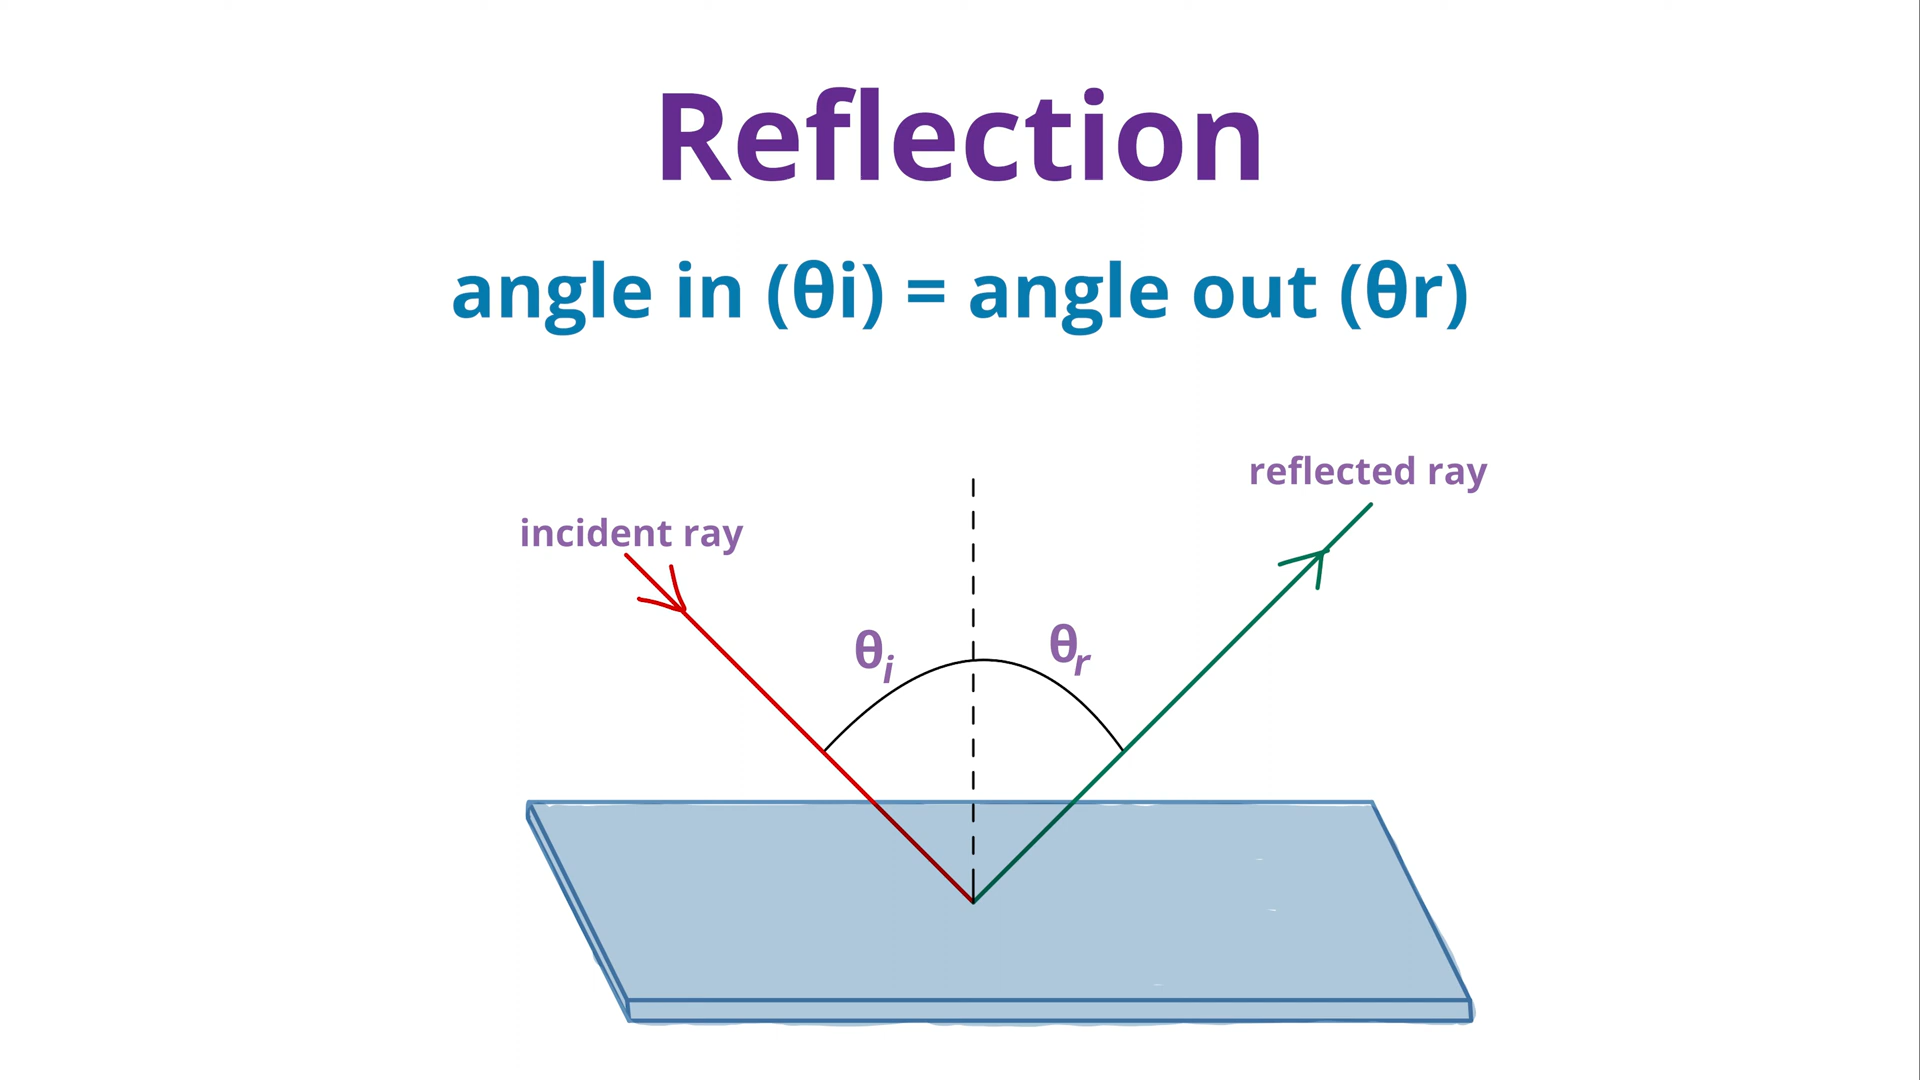 Reflection
angle in (θi) = angle out (θr)
reflected ray
incident ray
θi
θr